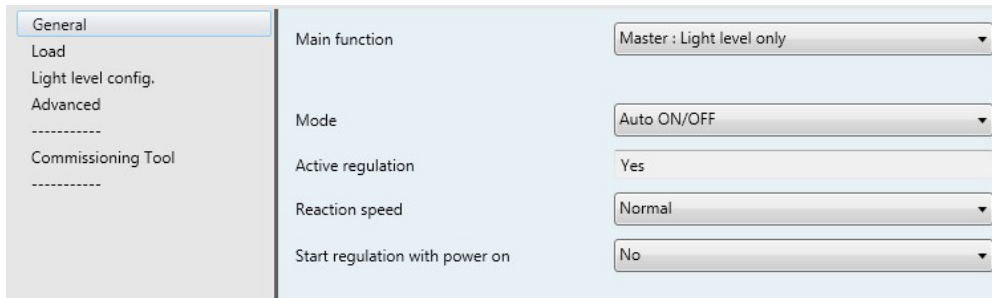 General
Load
Light level config.
Advanced
-----------
Commissioning Tool
-----------
Main function Master : Light level only
Mode Auto ON/OFF
Active regulation Yes
Reaction speed Normal
Start regulation with power on No